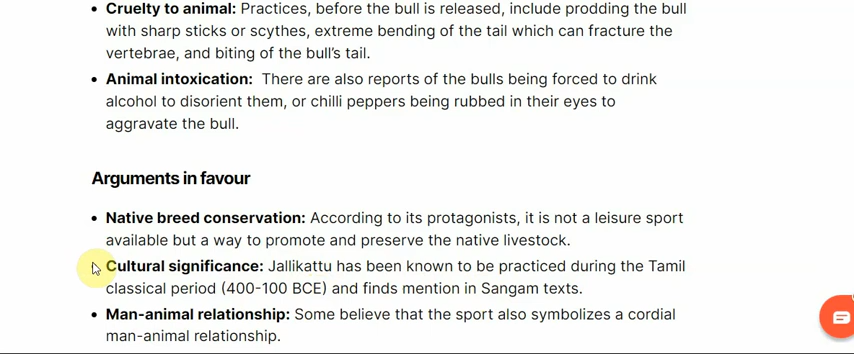 • Cruelty to animal: Practices, before the bull is released, include prodding the bull
with sharp sticks or scythes, extreme bending of the tail which can fracture the
vertebrae, and biting of the bull's tail.
• Animal intoxication:  There are also reports of the bulls being forced to drink
alcohol to disorient them, or chilli peppers being rubbed in their eyes to
aggravate the bull.
Arguments in favour
• Native breed conservation: According to its protagonists, it is not a leisure sport
available but a way to promote and preserve the native livestock.
Cultural significance: Jallikattu has been known to be practiced during the Tamil
classical period (400-100 BCE) and finds mention in Sangam texts.
• Man-animal relationship: Some believe that the sport also symbolizes a cordial
man-animal relationship.